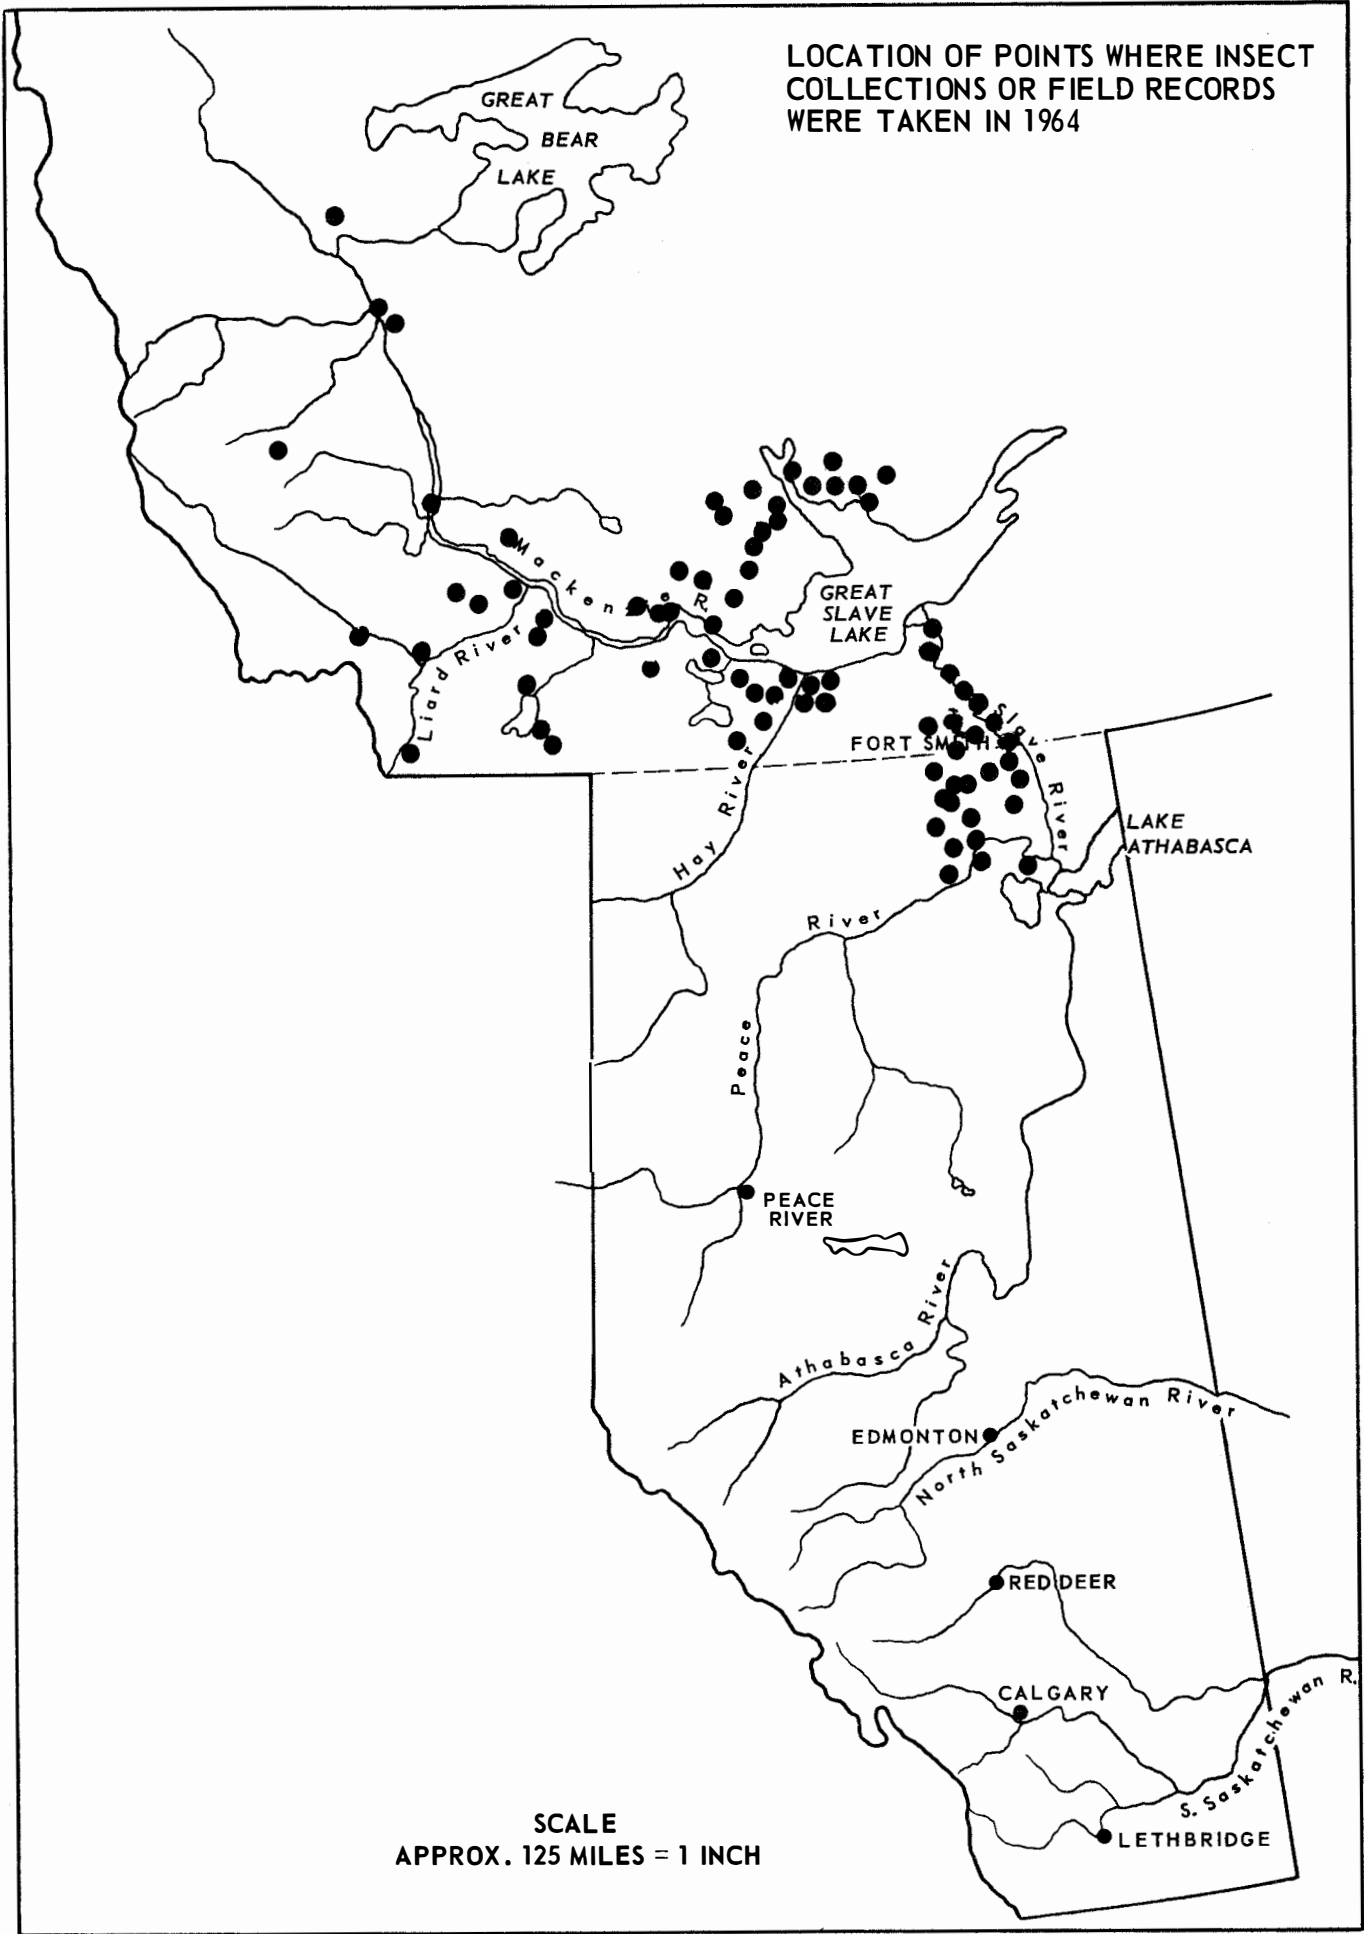 LOCATION OF POINTS WHERE INSECT
COLLECTIONS OR FIELD RECORDS
WERE TAKEN IN 1964
GREAT
BEAR
LAKE
Mackenzie R.
GREAT
SLAVE
LAKE
Liard River
Slave River
FORT SMITH
Hay River
LAKE
ATHABASCA
Peace River
PEACE
RIVER
Athabasca River
North Saskatchewan River
EDMONTON
RED DEER
CALGARY
S. Saskatchewan R.
LETHBRIDGE
SCALE
APPROX. 125 MILES = 1 INCH